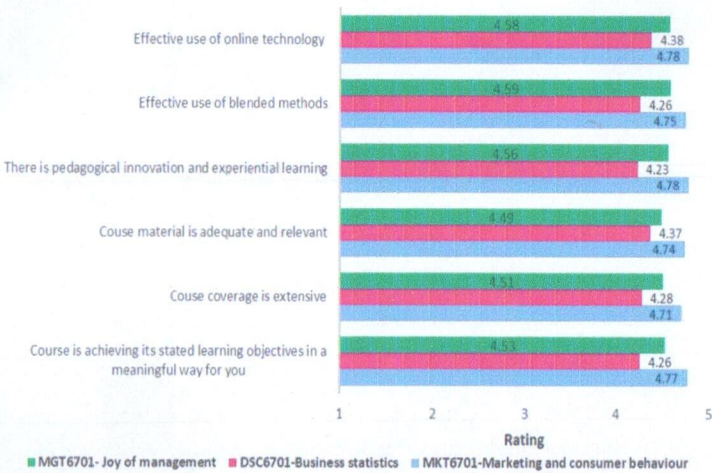 Effective use of online technology
4.58
4.38
4.78
Effective use of blended methods
4.59
4.26
4.75
There is pedagogical innovation and experiential learning
4.56
4.23
4.78
Couse material is adequate and relevant
4.49
4.37
4.74
Couse coverage is extensive
4.51
4.28
4.71
Course is achieving its stated learning objectives in a
meaningful way for you
4.53
4.26
4.77
1 2 3 4 5
Rating
MGT6701- Joy of management DSC6701-Business statistics MKT6701-Marketing and consumer behaviour